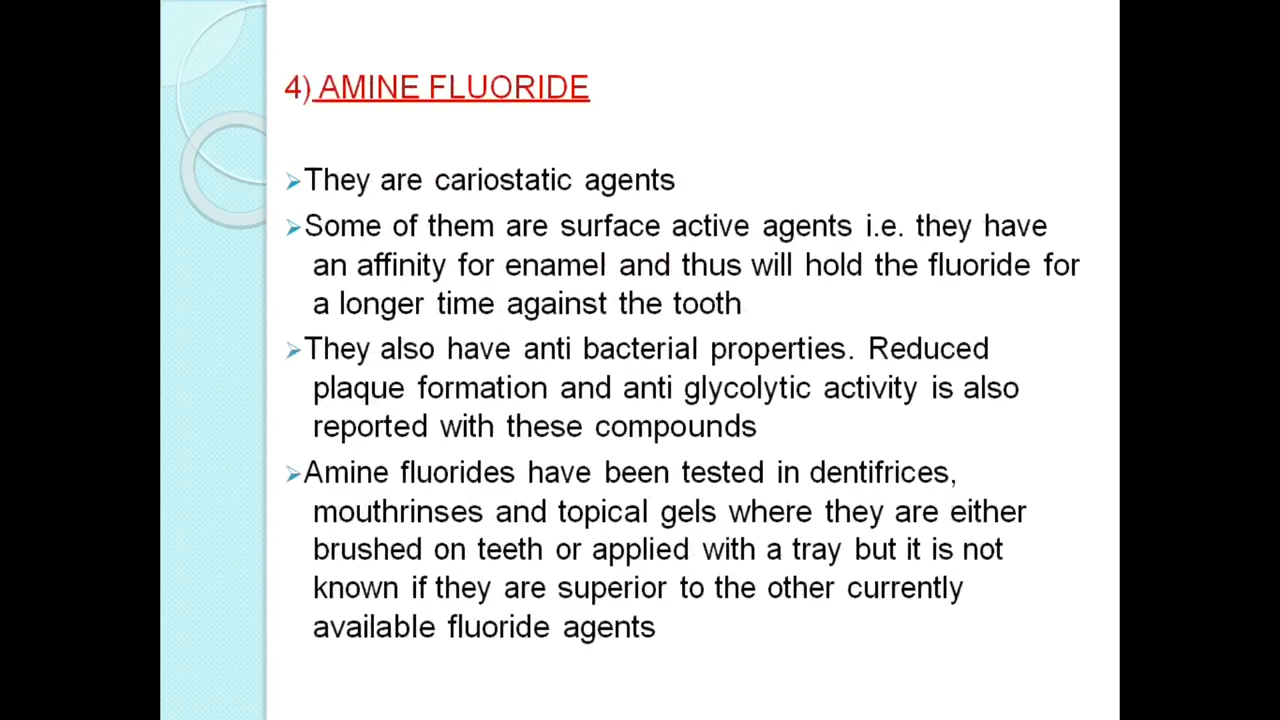 4) AMINE FLUORIDE
➢They are cariostatic agents
➢Some of them are surface active agents i.e. they have
an affinity for enamel and thus will hold the fluoride for
a longer time against the tooth
➢They also have anti bacterial properties. Reduced
plaque formation and anti glycolytic activity is also
reported with these compounds
➢Amine fluorides have been tested in dentifrices,
mouthrinses and topical gels where they are either
brushed on teeth or applied with a tray but it is not
known if they are superior to the other currently
available fluoride agents